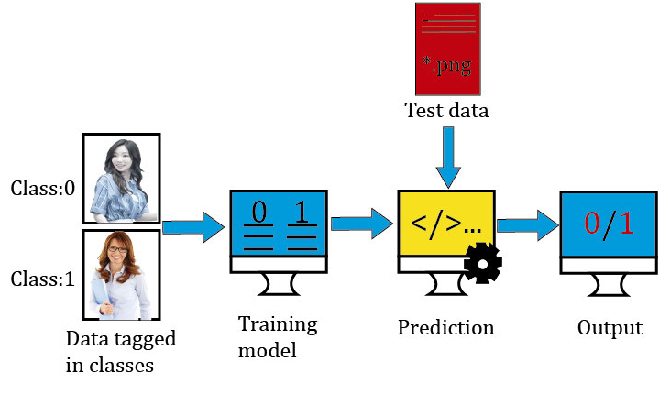 *.png
Test data
Class:0
0 1
</>...
0/1
Class:1
Data tagged
in classes
Training
model
Prediction
Output